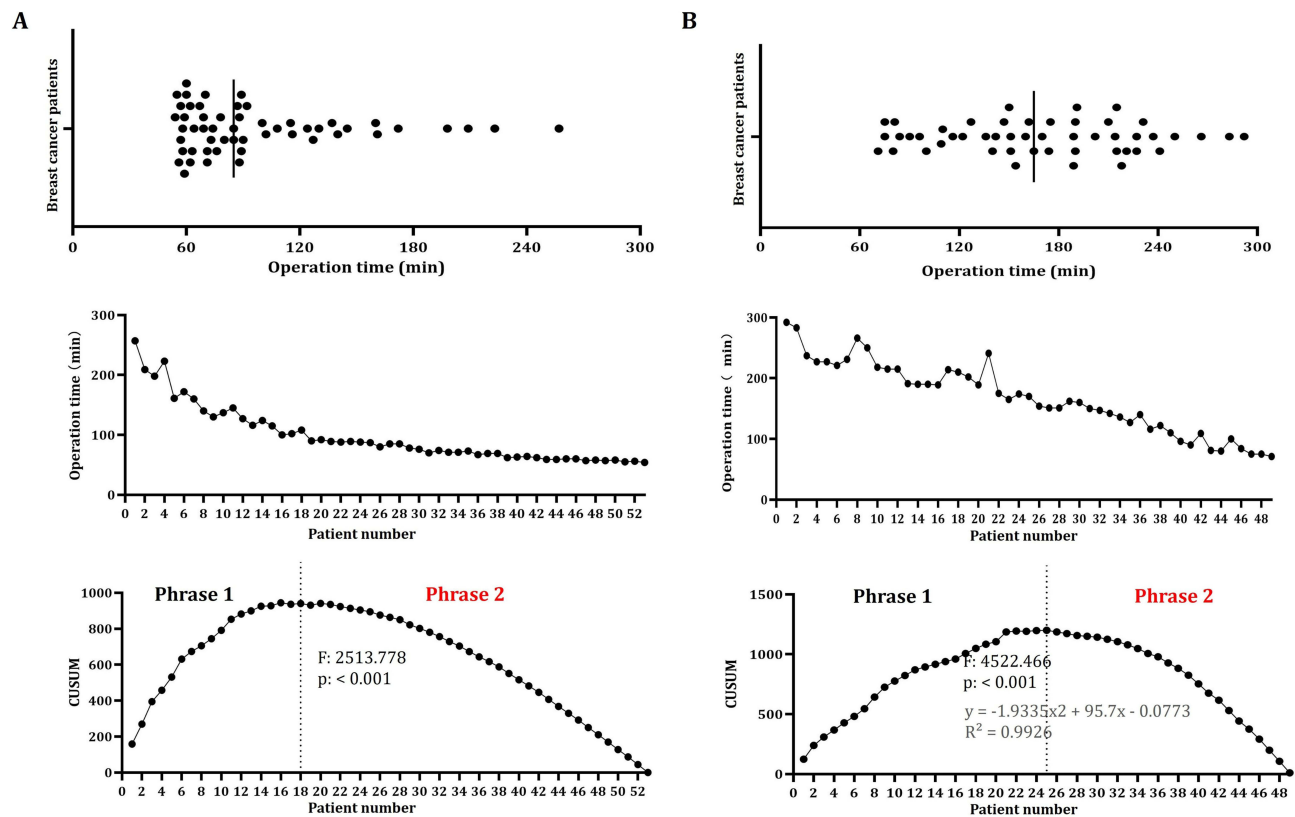 A
Breast cancer patients
0 60 120 180 240 300
Operation time (min)
Operation time (min)
300
200
100
0
0 2 4 6 8 10 12 14 16 18 20 22 24 26 28 30 32 34 36 38 40 42 44 46 48 50 52
Patient number
CUSUM
1000
800
600
400
200
0
Phrase 1
Phrase 2
F: 2513.778
p: < 0.001
0 2 4 6 8 10 12 14 16 18 20 22 24 26 28 30 32 34 36 38 40 42 44 46 48 50 52
Patient number
B
Breast cancer patients
0 60 120 180 240 300
Operation time (min)
Operation time ( min)
300
200
100
0
0 2 4 6 8 10 12 14 16 18 20 22 24 26 28 30 32 34 36 38 40 42 44 46 48
Patient number
CUSUM
1500
1000
500
0
Phrase 1
Phrase 2
F: 4522.466
p: < 0.001
y = -1.9335x2 + 95.7x - 0.0773
R² = 0.9926
0 2 4 6 8 10 12 14 16 18 20 22 24 26 28 30 32 34 36 38 40 42 44 46 48
Patient number